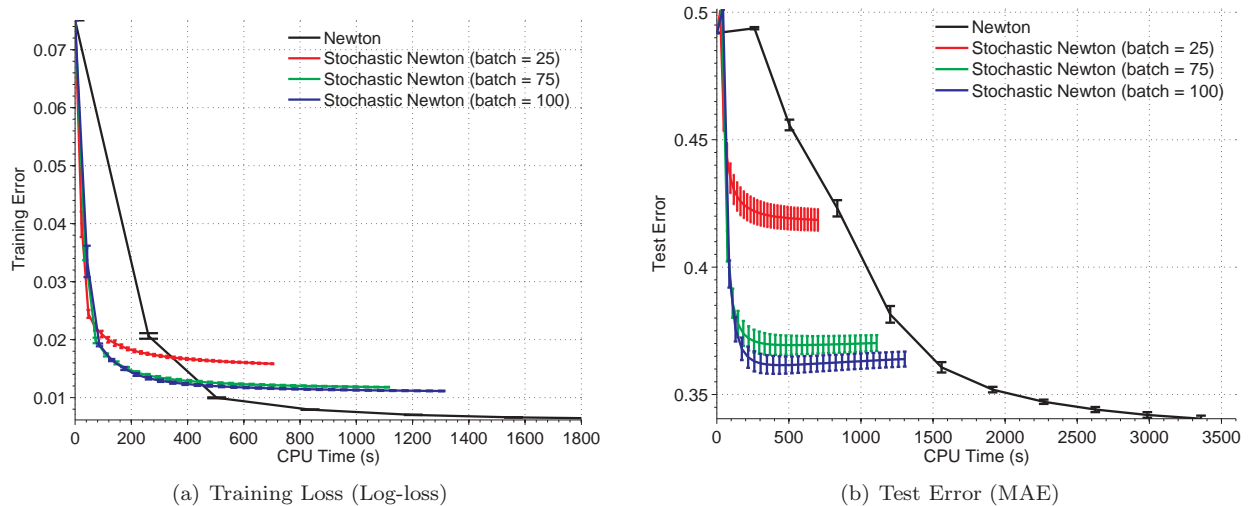 0.07
0.06
0.05
0.04
0.03
0.02
0.01
Training Error
0 200 400 600 800 1000 1200 1400 1600 1800
CPU Time (s)
Newton
Stochastic Newton (batch = 25)
Stochastic Newton (batch = 75)
Stochastic Newton (batch = 100)
(a) Training Loss (Log-loss)
0.5
0.45
0.4
0.35
Test Error
0 500 1000 1500 2000 2500 3000 3500
CPU Time (s)
Newton
Stochastic Newton (batch = 25)
Stochastic Newton (batch = 75)
Stochastic Newton (batch = 100)
(b) Test Error (MAE)